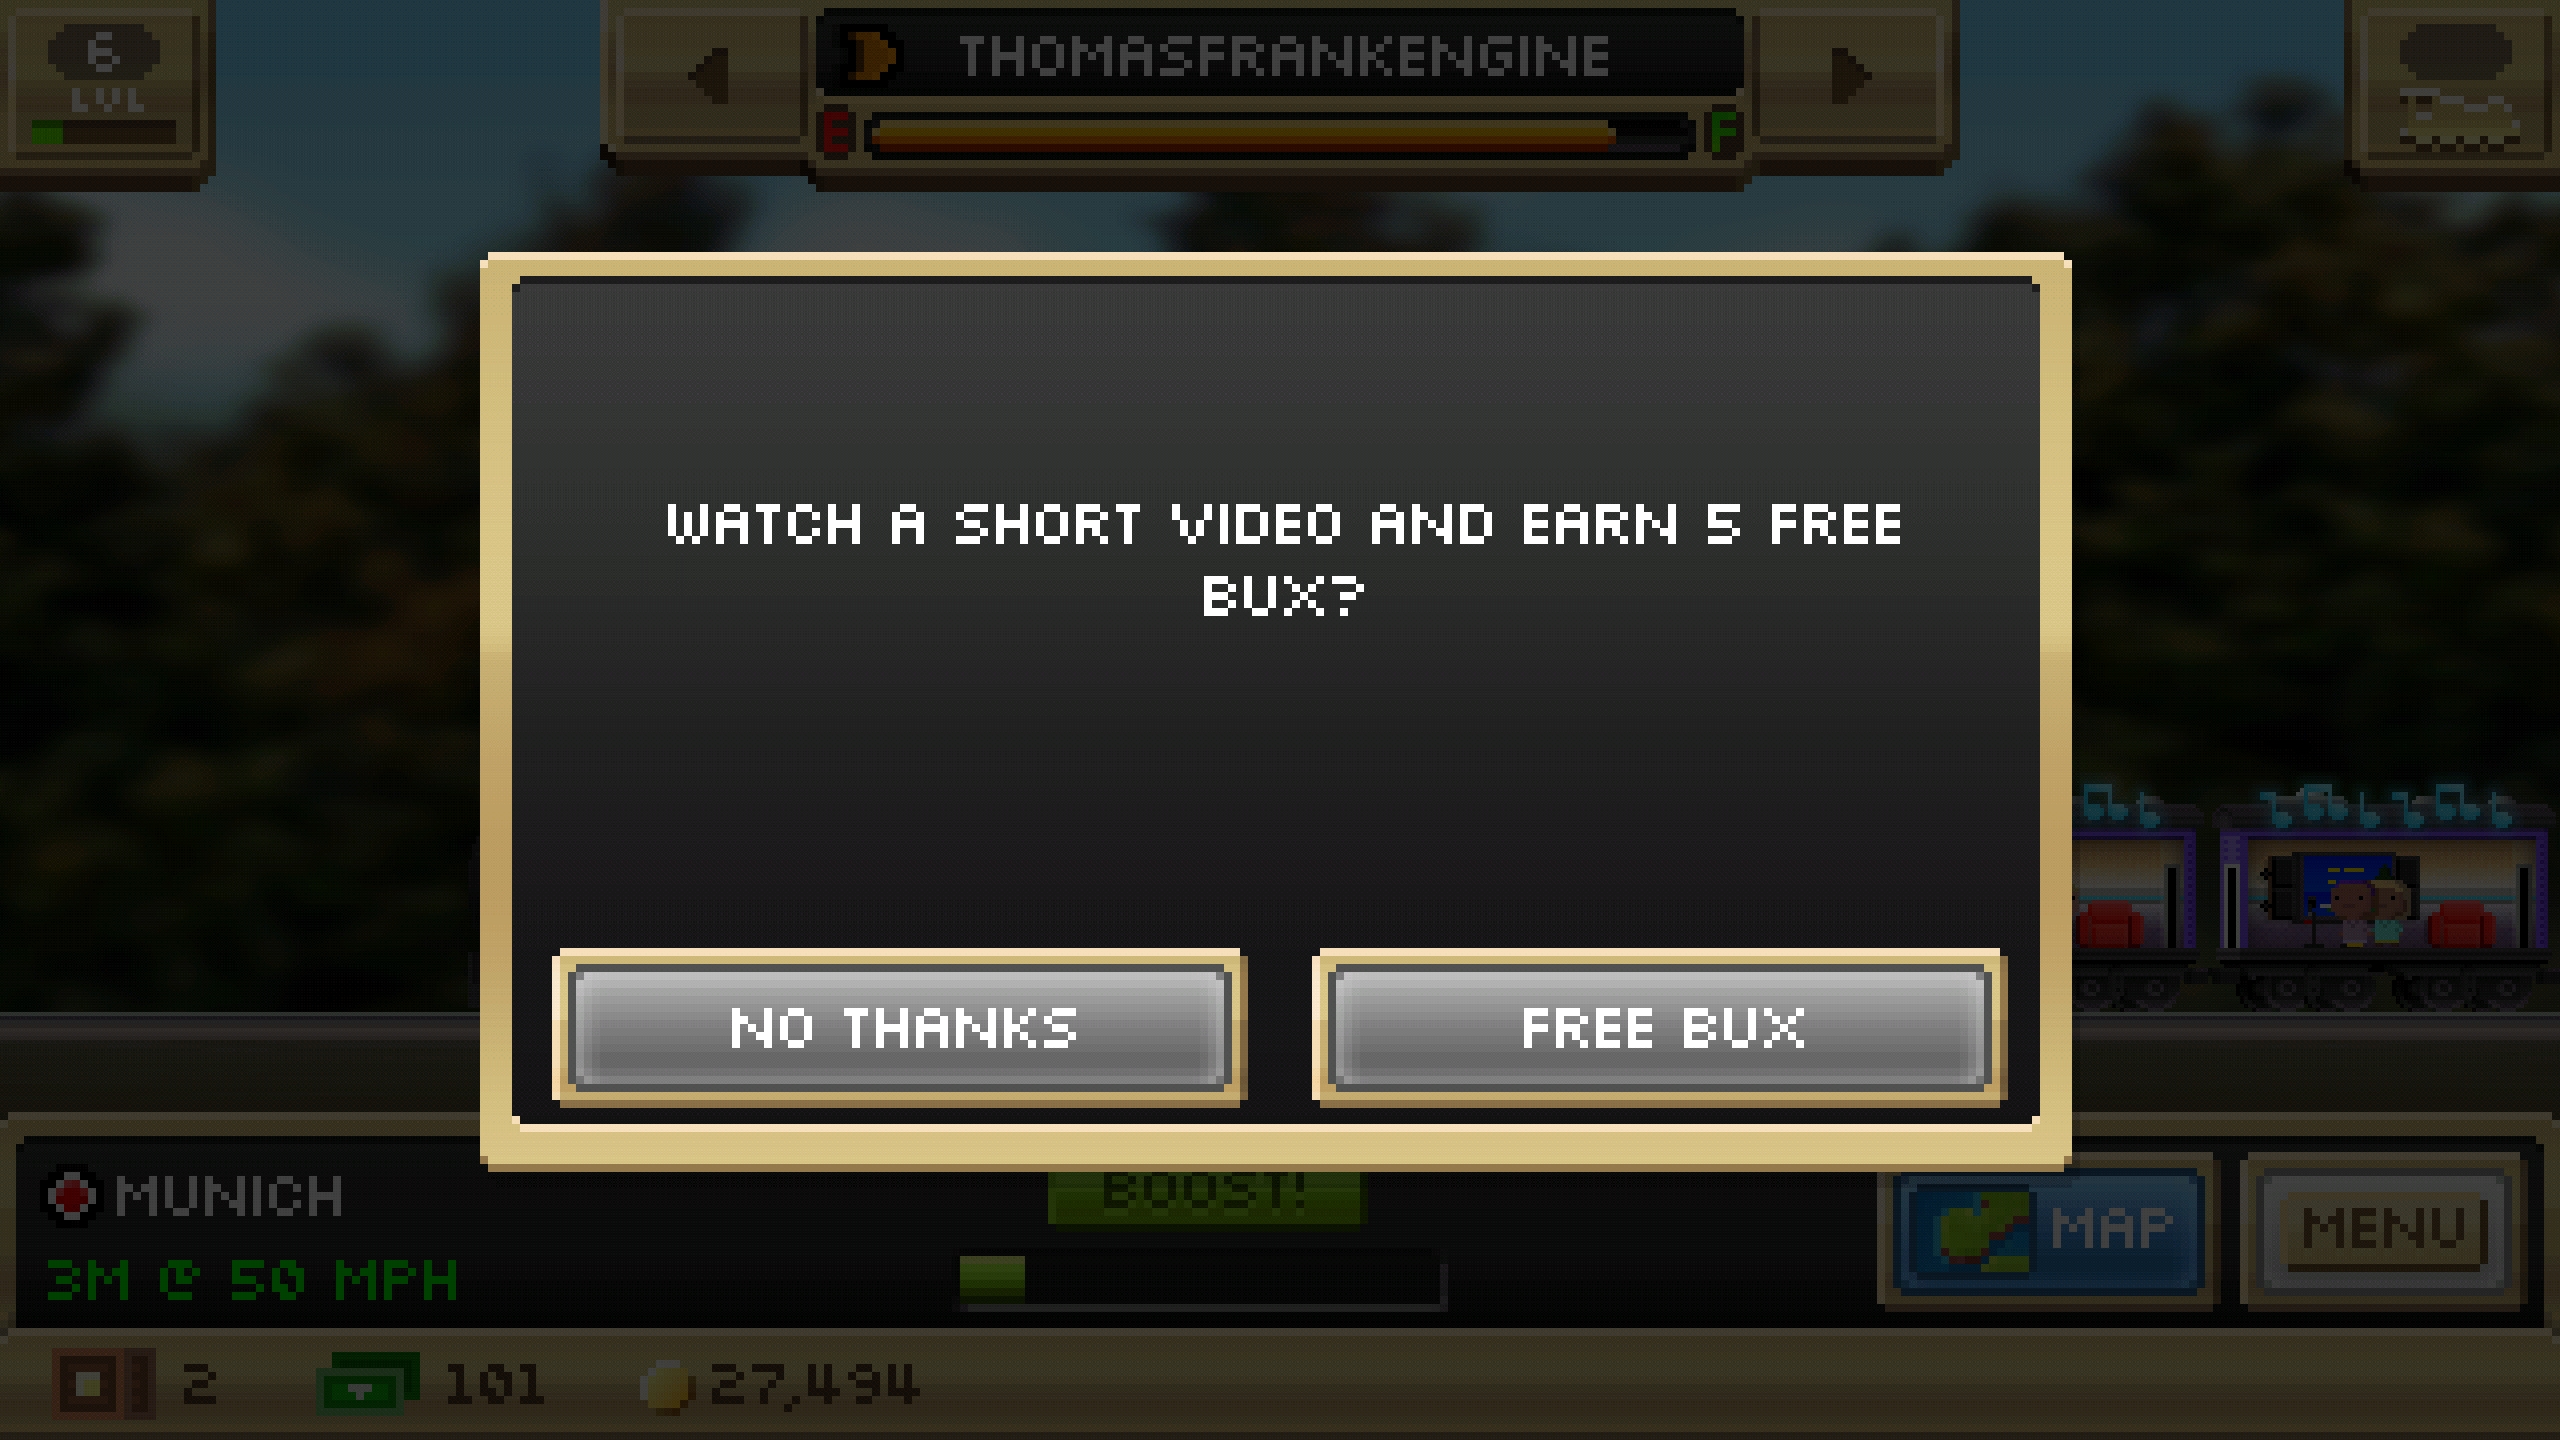 6
LVL
THOMASFRANKENGINE
E
F
WATCH A SHORT VIDEO AND EARN 5 FREE
BUX?
NO THANKS
FREE BUX
MUNICH
3M @ 50 MPH
BOOST!
MAP
MENU
2
101
27,494